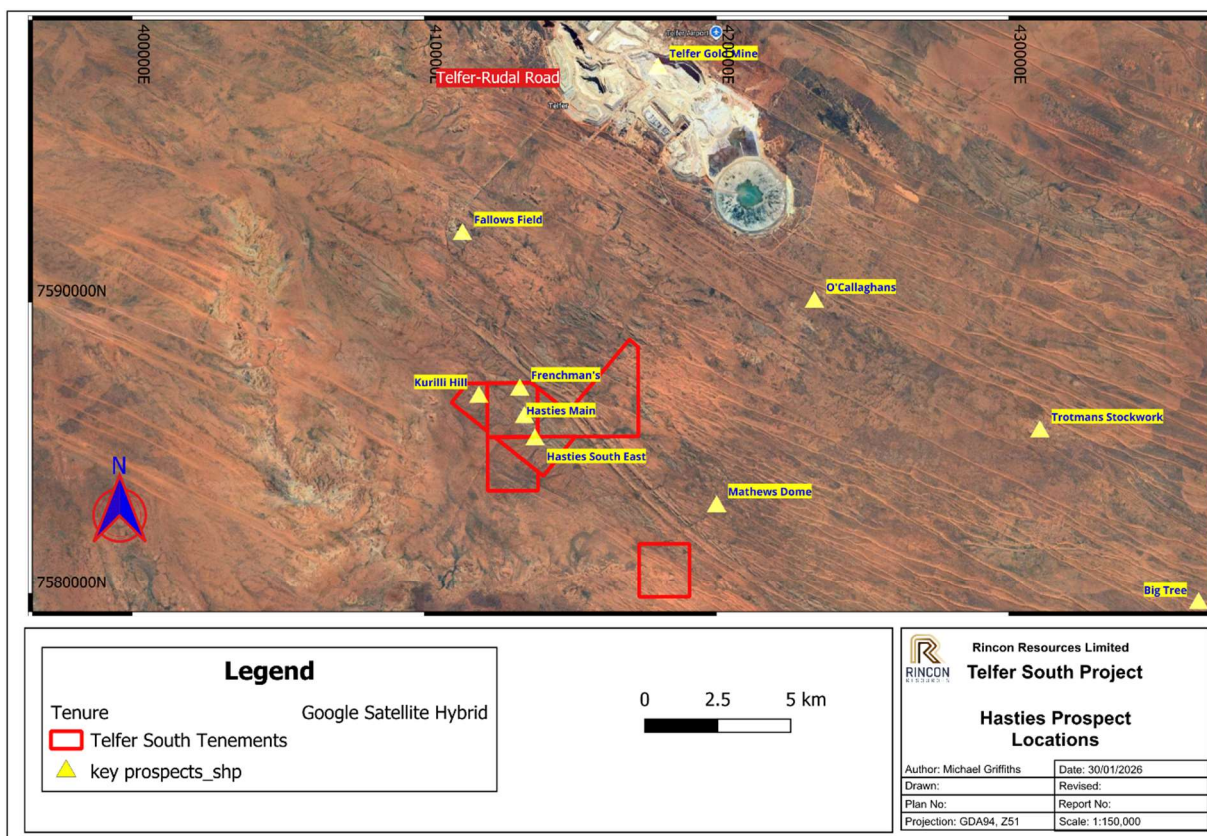 400000E
410000E
420000E
430000E
Telfer Airport
Telfer Gold Mine
Telfer-Rudal Road
Telfer
Fallows Field
7590000N
O'Callaghans
Frenchman's
Kurilli Hill
Hasties Main
Trotmans Stockwork
Hasties South East
N
Mathews Dome
7580000N
Big Tree
Legend
Tenure
Google Satellite Hybrid
Telfer South Tenements
key prospects_shp
0 2.5 5 km
RINCON
RESOURCES
Rincon Resources Limited
Telfer South Project
Hasties Prospect
Locations
Author: Michael Griffiths
Date: 30/01/2026
Drawn:
Revised:
Plan No:
Report No:
Projection: GDA94, Z51
Scale: 1:150,000